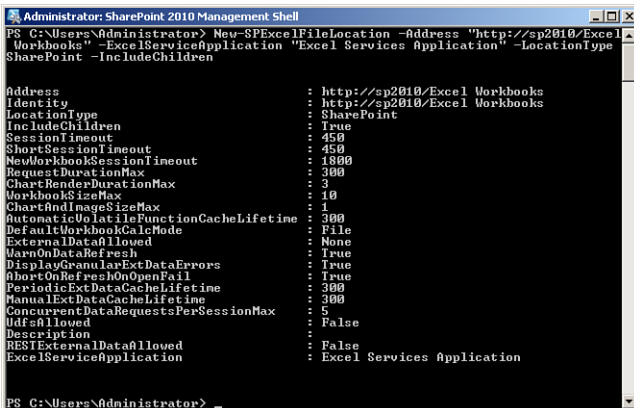 Administrator: SharePoint 2010 Management Shell
PS C:\Users\Administrator> New-SPExcelFileLocation -Address "http://sp2010/Excel
 Workbooks" -ExcelServiceApplication "Excel Services Application" -LocationType
SharePoint -IncludeChildren
Address : http://sp2010/Excel Workbooks
Identity : http://sp2010/Excel Workbooks
LocationType : SharePoint
IncludeChildren : True
SessionTimeout : 450
ShortSessionTimeout : 450
NewWorkbookSessionTimeout : 1800
RequestDurationMax : 300
ChartRenderDurationMax : 3
WorkbookSizeMax : 10
ChartAndImageSizeMax : 1
AutomaticVolatileFunctionCacheLifetime : 300
DefaultWorkbookCalcMode : File
ExternalDataAllowed : None
WarnOnDataRefresh : True
DisplayGranularExtDataErrors : True
AbortOnRefreshOnOpenFail : True
PeriodicExtDataCacheLifetime : 300
ManualExtDataCacheLifetime : 300
ConcurrentDataRequestsPerSessionMax : 5
UdfsAllowed : False
Description :
RESTExternalDataAllowed : False
ExcelServiceApplication : Excel Services Application
PS C:\Users\Administrator> _